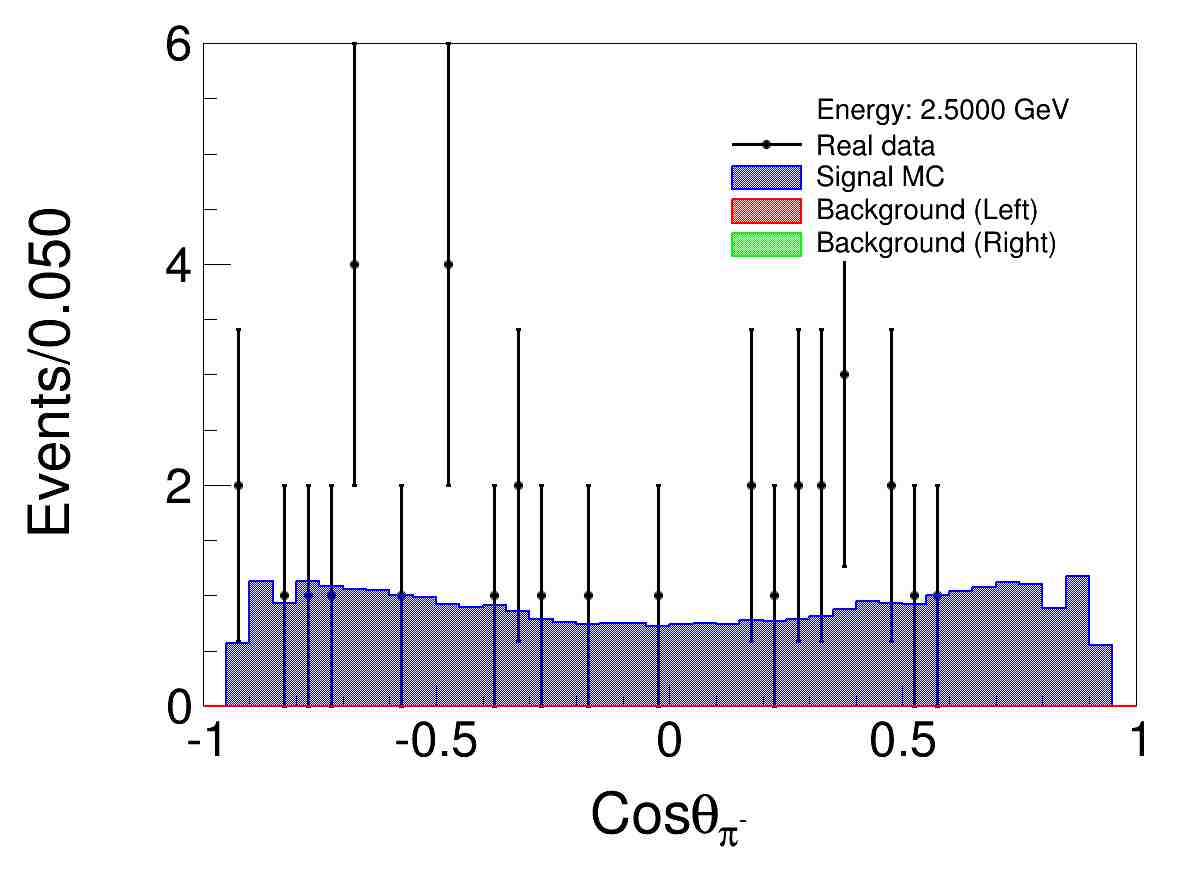 6
4
2
0
Events/0.050
Energy: 2.5000 GeV
Real data
Signal MC
Background (Left)
Background (Right)
-1
-0.5
0
0.5
1
Cosθπ-